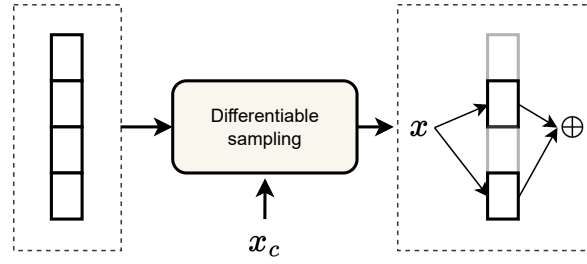 Differentiable
sampling
x
⊕
x_c